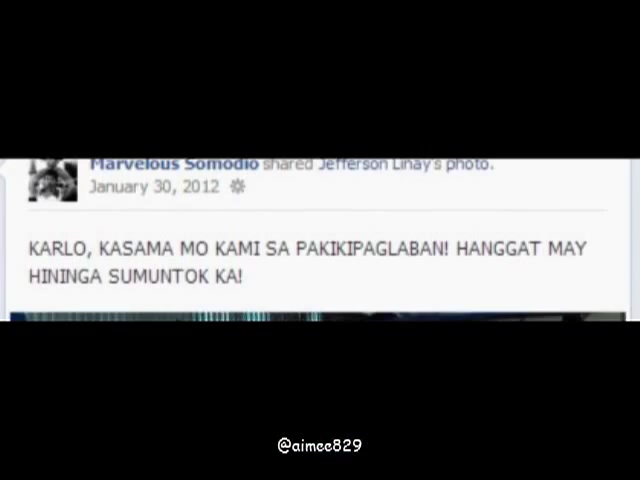 Marvelous Somodio shared Jefferson Linay's photo.
January 30, 2012
KARLO, KASAMA MO KAMI SA PAKIKIPAGLABAN! HANGGAT MAY
HININGA SUMUNTOK KA!
@aimee829